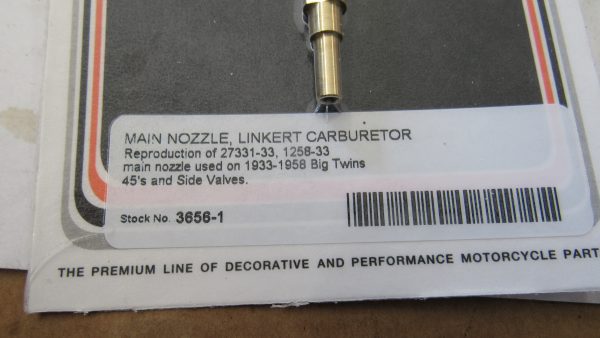 MAIN NOZZLE, LINKERT CARBURETOR
Reproduction of 27331-33, 1258-33
main nozzle used on 1933-1958 Big Twins
45's and Side Valves.
Stock No. 3656-1
THE PREMIUM LINE OF DECORATIVE AND PERFORMANCE MOTORCYCLE PART